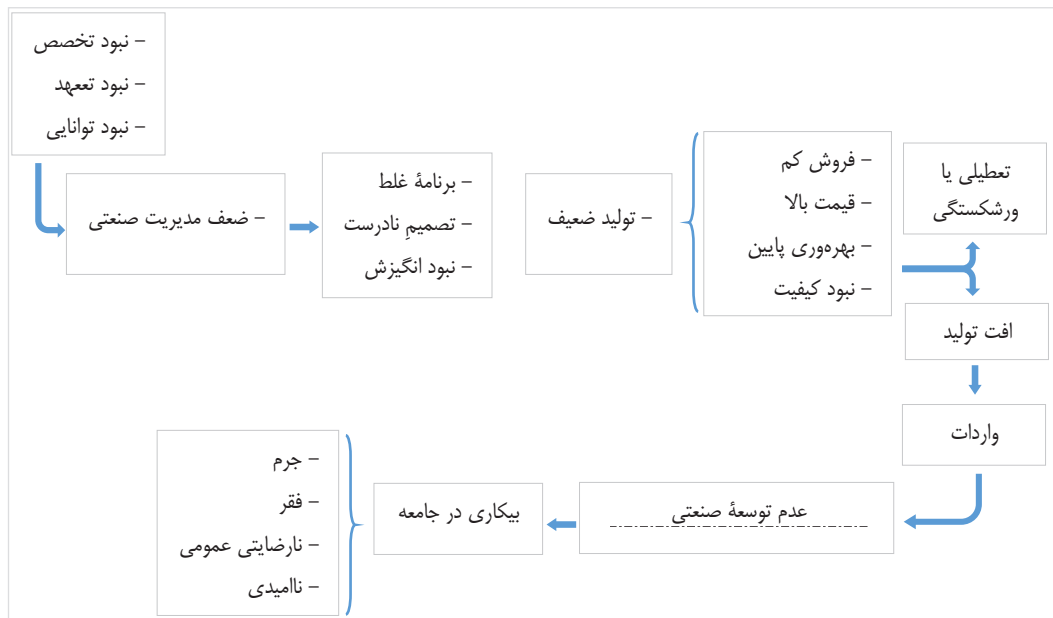 – نبود تخصص
– نبود تععهد
– نبود توانایی
– ضعف مدیریت صنعتی
– برنامهٔ غلط
– تصمیمِ نادرست
– نبود انگیزش
– تولید ضعیف
– فروش کم
– قیمت بالا
– بهره‌وری پایین
– نبود کیفیت
تعطیلی یا
ورشکستگی
افت تولید
واردات
عدم توسعهٔ صنعتی
بیکاری در جامعه
– جرم
– فقر
– نارضایتی عمومی
– ناامیدی